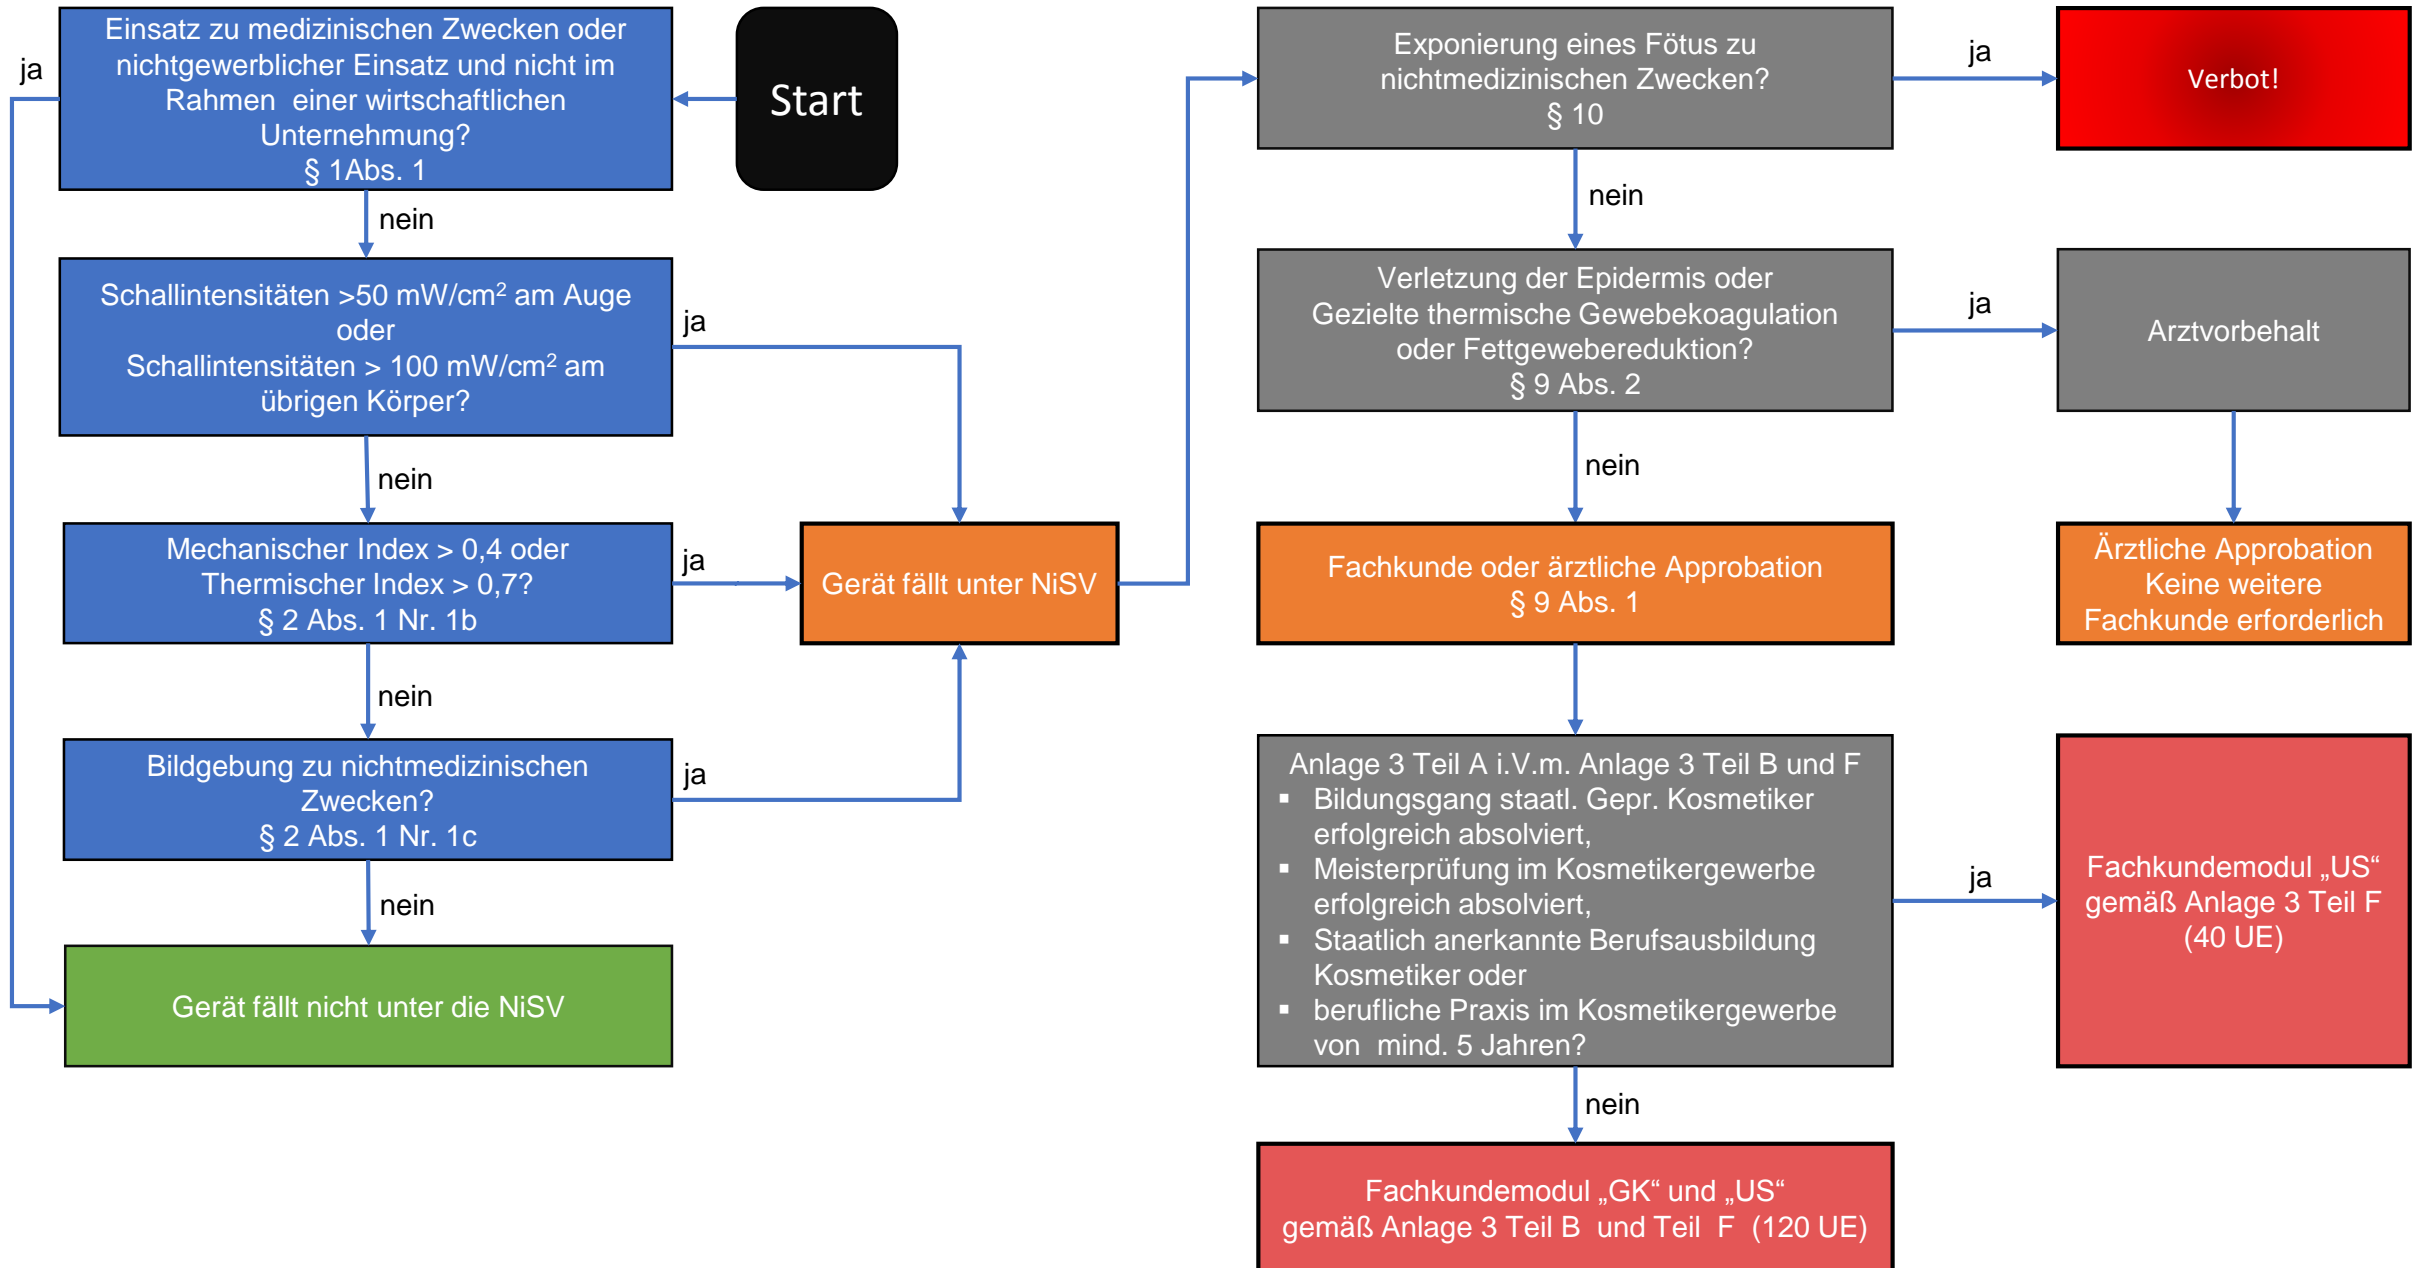 Einsatz zu medizinischen Zwecken oder
nichtgewerblicher Einsatz und nicht im
Rahmen einer wirtschaftlichen
Unternehmung?
§ 1Abs. 1
Start
ja
nein
Schallintensitäten >50 mW/cm² am Auge
oder
Schallintensitäten > 100 mW/cm² am
übrigen Körper?
ja
nein
Mechanischer Index > 0,4 oder
Thermischer Index > 0,7?
§ 2 Abs. 1 Nr. 1b
ja
Gerät fällt unter NiSV
nein
Bildgebung zu nichtmedizinischen
Zwecken?
§ 2 Abs. 1 Nr. 1c
ja
nein
Gerät fällt nicht unter die NiSV
Exponierung eines Fötus zu
nichtmedizinischen Zwecken?
§ 10
ja
Verbot!
nein
Verletzung der Epidermis oder
Gezielte thermische Gewebekoagulation
oder Fettgewebereduktion?
§ 9 Abs. 2
ja
Arztvorbehalt
nein
Fachkunde oder ärztliche Approbation
§ 9 Abs. 1
Ärztliche Approbation
Keine weitere
Fachkunde erforderlich
Anlage 3 Teil A i.V.m. Anlage 3 Teil B und F
▪ Bildungsgang staatl. Gepr. Kosmetiker
erfolgreich absolviert,
▪ Meisterprüfung im Kosmetikergewerbe
erfolgreich absolviert,
▪ Staatlich anerkannte Berufsausbildung
Kosmetiker oder
▪ berufliche Praxis im Kosmetikergewerbe
von mind. 5 Jahren?
ja
Fachkundemodul „US“
gemäß Anlage 3 Teil F
(40 UE)
nein
Fachkundemodul „GK“ und „US“
gemäß Anlage 3 Teil B und Teil F (120 UE)